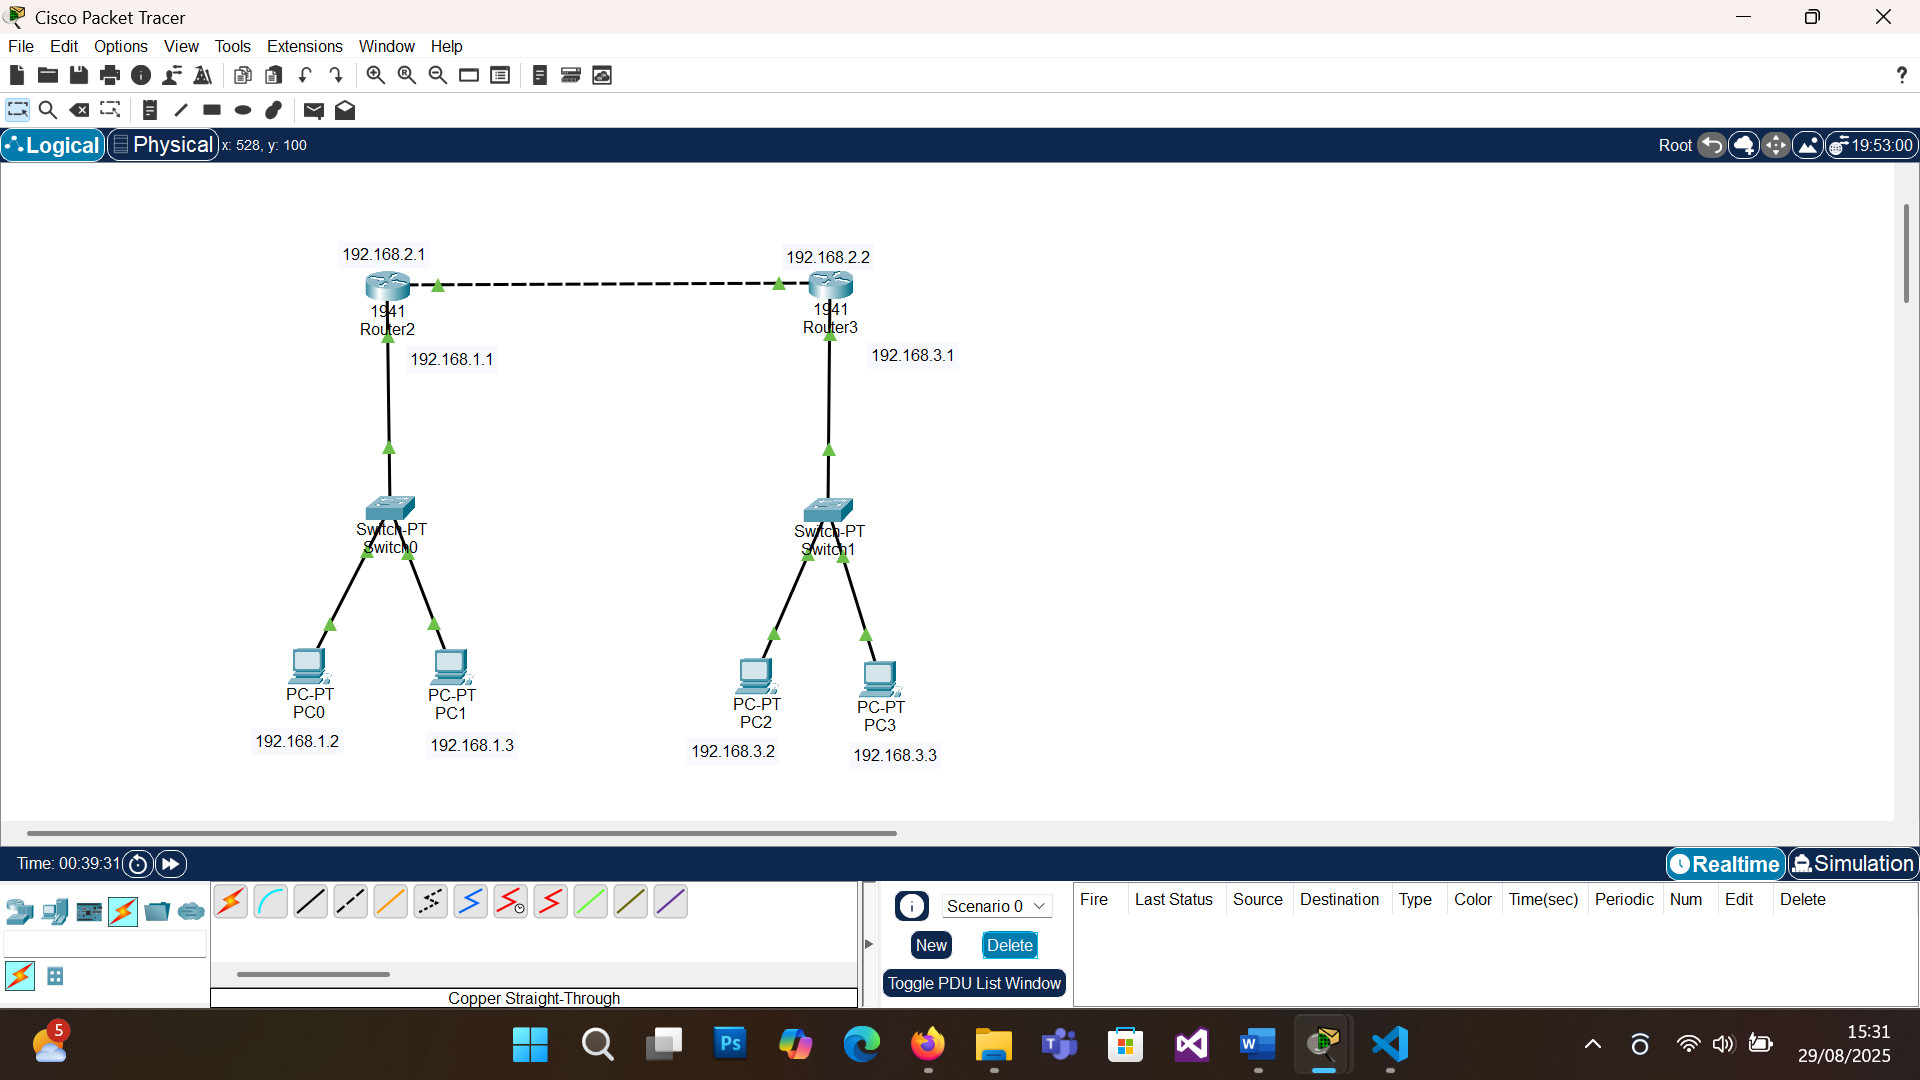 Cisco Packet Tracer
File Edit Options View Tools Extensions Window Help
?
Logical Physical x: 528, y: 100 Root 19:53:00
192.168.2.1
192.168.2.2
1941
Router2
1941
Router3
192.168.1.1
192.168.3.1
Switch-PT
Switch0
Switch-PT
Switch1
PC-PT
PC0
PC-PT
PC1
PC-PT
PC2
PC-PT
PC3
192.168.1.2
192.168.1.3
192.168.3.2
192.168.3.3
Time: 00:39:31 Realtime Simulation
Scenario 0
New Delete
Toggle PDU List Window
Fire Last Status Source Destination Type Color Time(sec) Periodic Num Edit Delete
Copper Straight-Through
5
Ps
15:31
29/08/2025